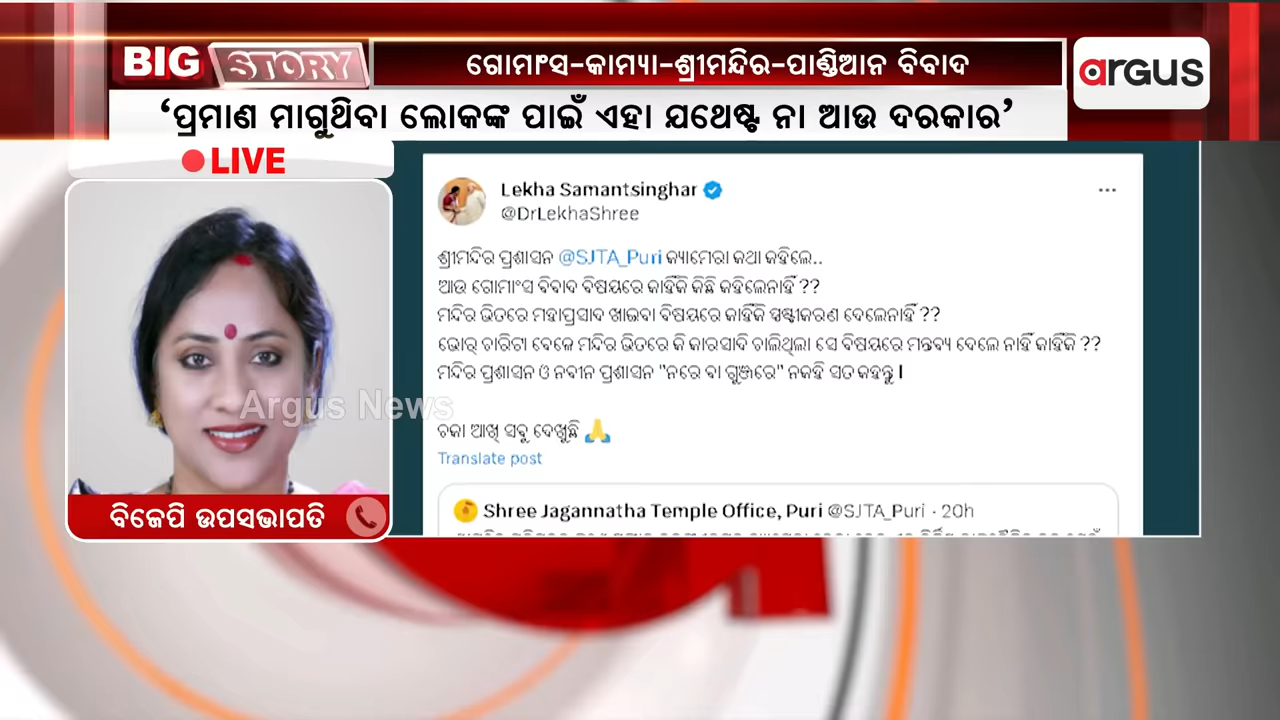 BIG STORY
ଗୋମାଂସ-କାମ୍ୟା-ଶ୍ରୀମନ୍ଦିର-ପାଣ୍ଡିଆନ ବିବାଦ
argus
‘ପ୍ରମାଣ ମାଗୁଥିବା ଲୋକଙ୍କ ପାଇଁ ଏହା ଯଥେଷ୍ଟ ନା ଆଉ ଦରକାର’
LIVE
Lekha Samantsinghar
@DrLekhaShree
ଶ୍ରୀମନ୍ଦିର ପ୍ରଶାସନ @SJTA_Puri କ୍ୟାମେରା କଥା କହିଲେ..
ଆଉ ଗୋମାଂସ ବିବାଦ ବିଷୟରେ କାହିଁକି କିଛି କହିଲେନାହିଁ ??
ମନ୍ଦିର ଭିତରେ ମହାପ୍ରସାଦ ଖାଇବା ବିଷୟରେ କାହିଁକି ସ୍ପଷ୍ଟୀକରଣ ଦେଲେନାହିଁ ??
ଭୋର୍ ଚାରିଟା ବେଳେ ମନ୍ଦିର ଭିତରେ କି କାରସାଦି ଚାଲିଥିଲା ସେ ବିଷୟରେ ମନ୍ତବ୍ୟ ଦେଲେ ନାହିଁ କାହିଁକି ??
ମନ୍ଦିର ପ୍ରଶାସନ ଓ ନବୀନ ପ୍ରଶାସନ "ନରେ ବା ଗୁଞ୍ଜରେ" ନକହି ସତ କହନ୍ତୁ ।
ଚକା ଆଖି ସବୁ ଦେଖୁଛି 🙏
Translate post
Shree Jagannatha Temple Office, Puri @SJTA_Puri · 20h
Argus News
ବିଜେପି ଉପସଭାପତି